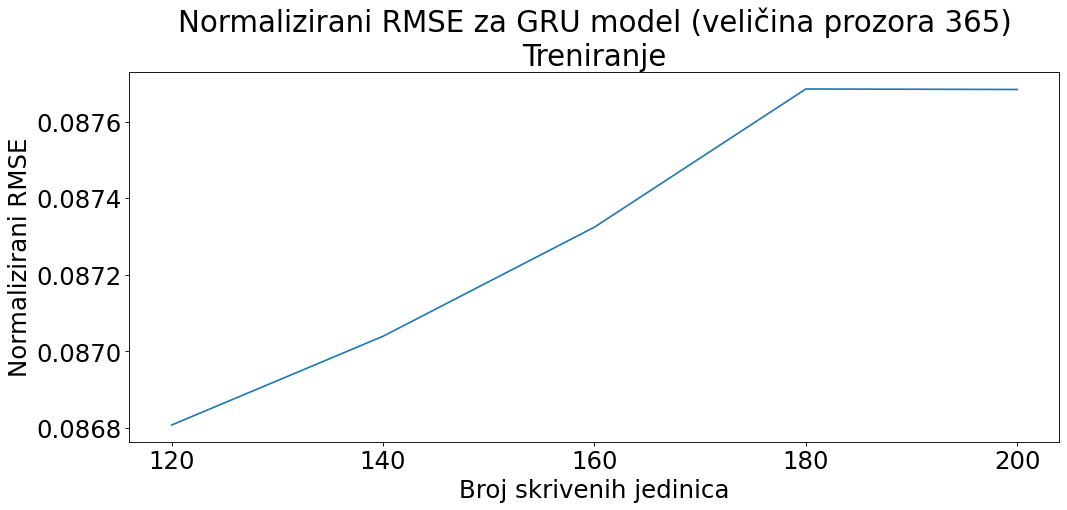 Normalizirani RMSE za GRU model (veličina prozora 365)
Treniranje
Normalizirani RMSE
0.0876
0.0874
0.0872
0.0870
0.0868
120 140 160 180 200
Broj skrivenih jedinica